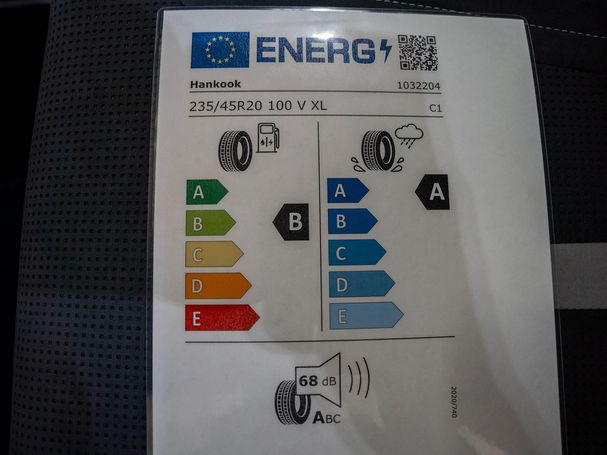 ENERG
Hankook 1032204
235/45R20 100 V XL C1
A A A
B B B
C C
D D
E E
68 dB
ABC
2020/740